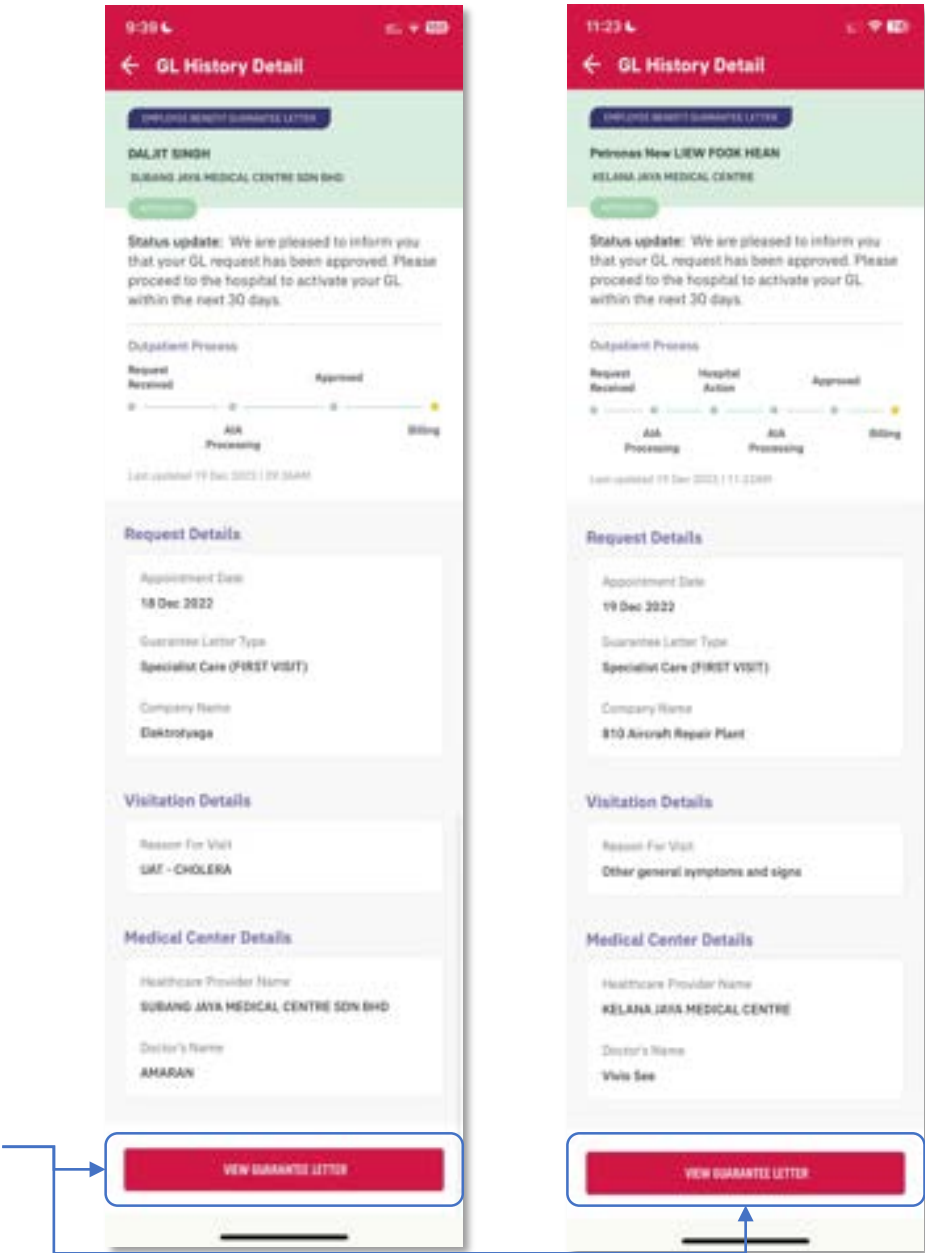 9:39
← GL History Detail
EMPLOYEE BENEFIT GUARANTEE LETTER
DALJIT SINGH
SUBANG JAYA MEDICAL CENTRE SDN BHD
Status update: We are pleased to inform you
that your GL request has been approved. Please
proceed to the hospital to activate your GL
within the next 30 days.
Outpatient Process
Request
Received
Approved
AIA
Processing
Billing
Request Details
Appointment Date
18 Dec 2022
Guarantee Letter Type
Specialist Care (FIRST VISIT)
Company Name
Elektrotyaga
Visitation Details
Reason For Visit
UAT - CHOLERA
Medical Center Details
Healthcare Provider Name
SUBANG JAYA MEDICAL CENTRE SDN BHD
Doctor's Name
AMARAN
VIEW GUARANTEE LETTER
11:23
← GL History Detail
EMPLOYEE BENEFIT GUARANTEE LETTER
Petronas New LIEW FOOK HEAN
KELANA JAYA MEDICAL CENTRE
Status update: We are pleased to inform you
that your GL request has been approved. Please
proceed to the hospital to activate your GL
within the next 30 days.
Outpatient Process
Request
Received
Hospital
Action
Approved
AIA
Processing
AIA
Processing
Billing
Request Details
Appointment Date
19 Dec 2022
Guarantee Letter Type
Specialist Care (FIRST VISIT)
Company Name
810 Aircraft Repair Plant
Visitation Details
Reason For Visit
Other general symptoms and signs
Medical Center Details
Healthcare Provider Name
KELANA JAYA MEDICAL CENTRE
Doctor's Name
Vivio See
VIEW GUARANTEE LETTER